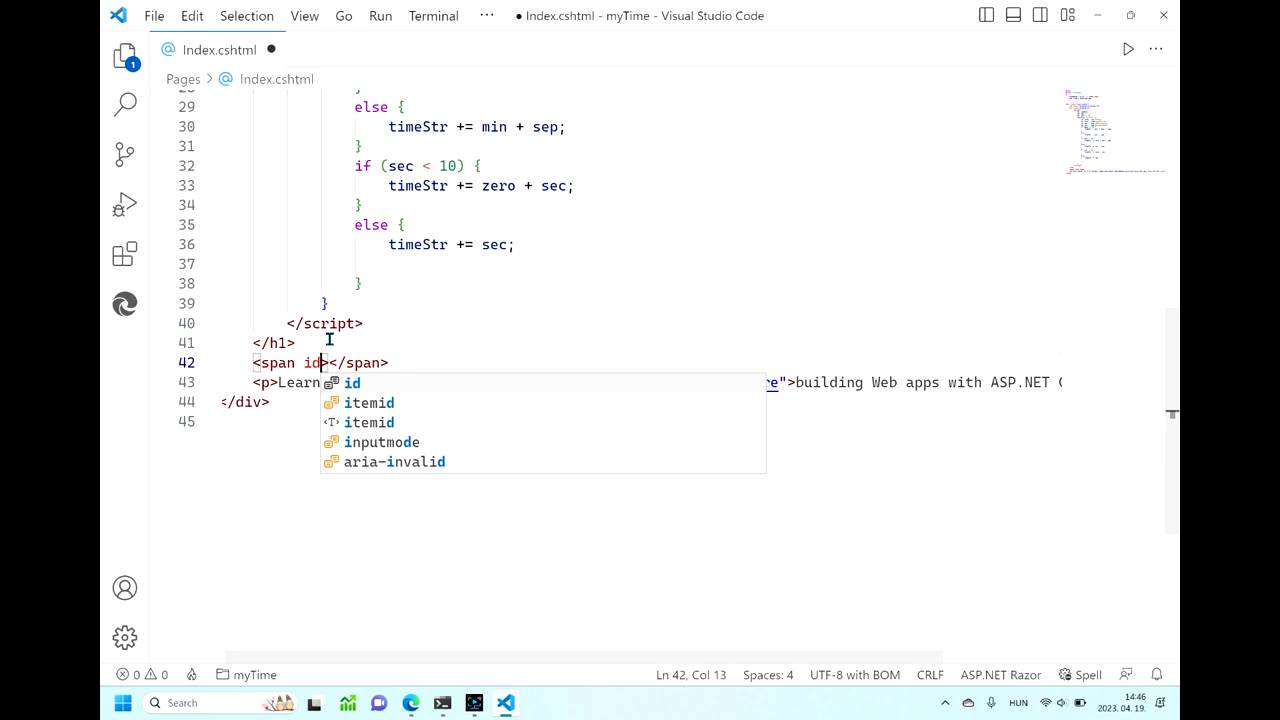 File Edit Selection View Go Run Terminal ··· ● Index.cshtml - myTime - Visual Studio Code
Index.cshtml
Pages > Index.cshtml
1
29 else {
30 timeStr += min + sep;
31 }
32 if (sec < 10) {
33 timeStr += zero + sec;
34 }
35 else {
36 timeStr += sec;
37
38 }
39 }
40 </script>
41 </h1>
42 <span id></span>
43 <p>Learn re">building Web apps with ASP.NET C
44 </div>
45
id
itemid
itemid
inputmode
aria-invalid
0 0 myTime Ln 42, Col 13 Spaces: 4 UTF-8 with BOM CRLF ASP.NET Razor Spell
Search HUN 14:46
2023. 04. 19.